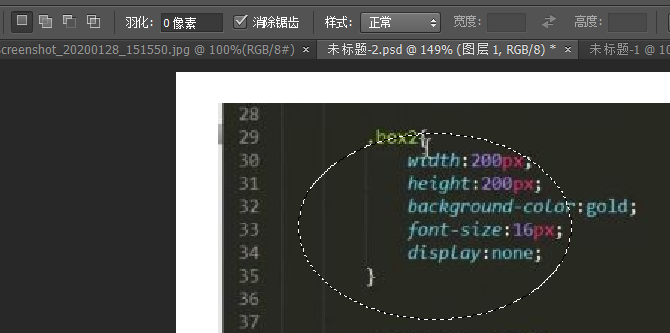 羽化: 0 像素 消除锯齿 样式: 正常 宽度: 高度:
creenshot_20200128_151550.jpg @ 100%(RGB/8#) × 未标题-2.psd @ 149% (图层 1, RGB/8) * × 未标题-1 @ 10
28
29 .box2{
30 width:200px;
31 height:200px;
32 background-color:gold;
33 font-size:16px;
34 display:none;
35 }
36
37